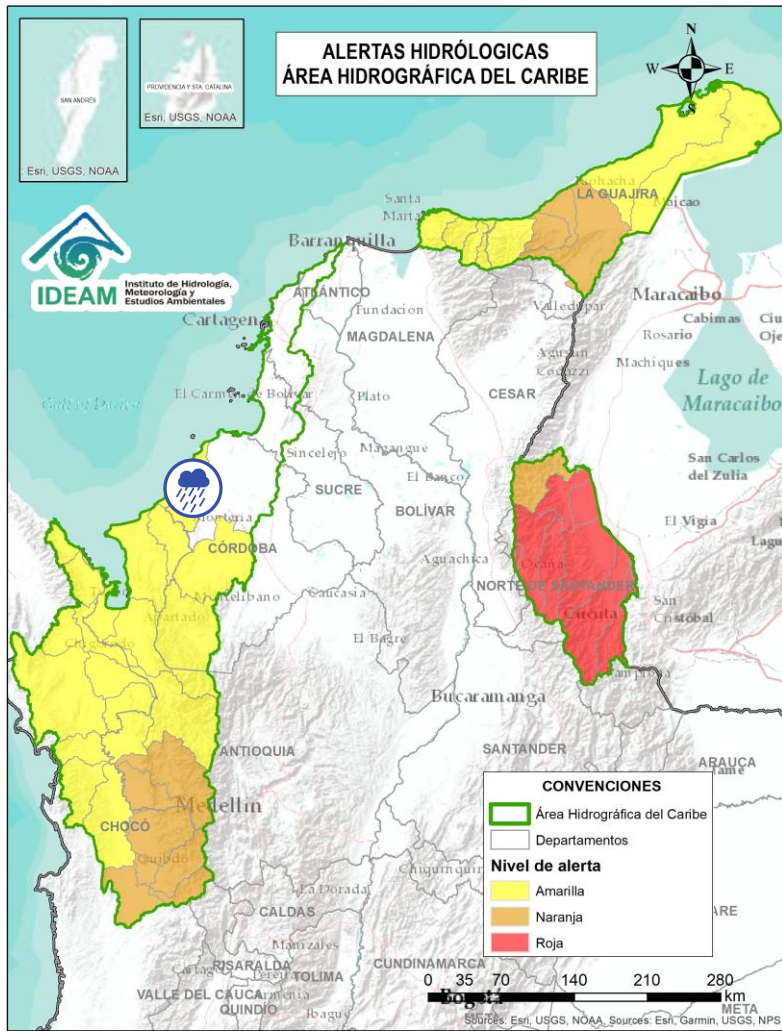 ALERTAS HIDRÓLOGICAS
ÁREA HIDROGRÁFICA DEL CARIBE
N
W E
S
SAN ANDRÉS
Esri, USGS, NOAA
PROVIDENCIA Y STA. CATALINA
Esri, USGS, NOAA
IDEAM
Instituto de Hidrología,
Meteorología y
Estudios Ambientales
Santa
Marta
LA GUAJIRA
Maicao
Barranquilla
ATLÁNTICO
Cartagena
Fundacion
MAGDALENA
Valledupar
Maracaibo
Cabimas
Rosario
Machiques
Agustin
Codazzi
CESAR
Lago de
Maracaibo
El Carmen de Bolívar
Plato
Sincelejo
Magangue
El Banco
SUCRE
BOLÍVAR
San Carlos
del Zulia
El Vigia
CÓRDOBA
Aguachica
Ocaña
NORTE DE SANTANDER
Cúcuta
San
Cristóbal
Montelibano
Caucasia
El Bagre
Bucaramanga
ANTIOQUIA
SANTANDER
ARAUCA
Medellín
CHOCÓ
Quibdó
La Dorada
CALDAS
Manizales
RISARALDA
TOLIMA
CUNDINAMARCA
VALLE DEL CAUCA
Armenia
QUINDÍO
Ibague
Bogotá
META
CONVENCIONES
Área Hidrográfica del Caribe
Departamentos
Nivel de alerta
Amarilla
Naranja
Roja
0 35 70 140 210 280
km
Sources: Esri, USGS, NOAA, Sources: Esri, Garmin, USGS, NPS